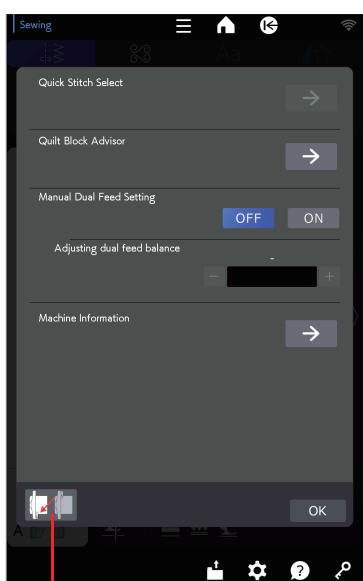 Sewing
Aa
Quick Stitch Select
Quilt Block Advisor
Manual Dual Feed Setting
OFF ON
Adjusting dual feed balance
-
− +
Machine Information
OK
A